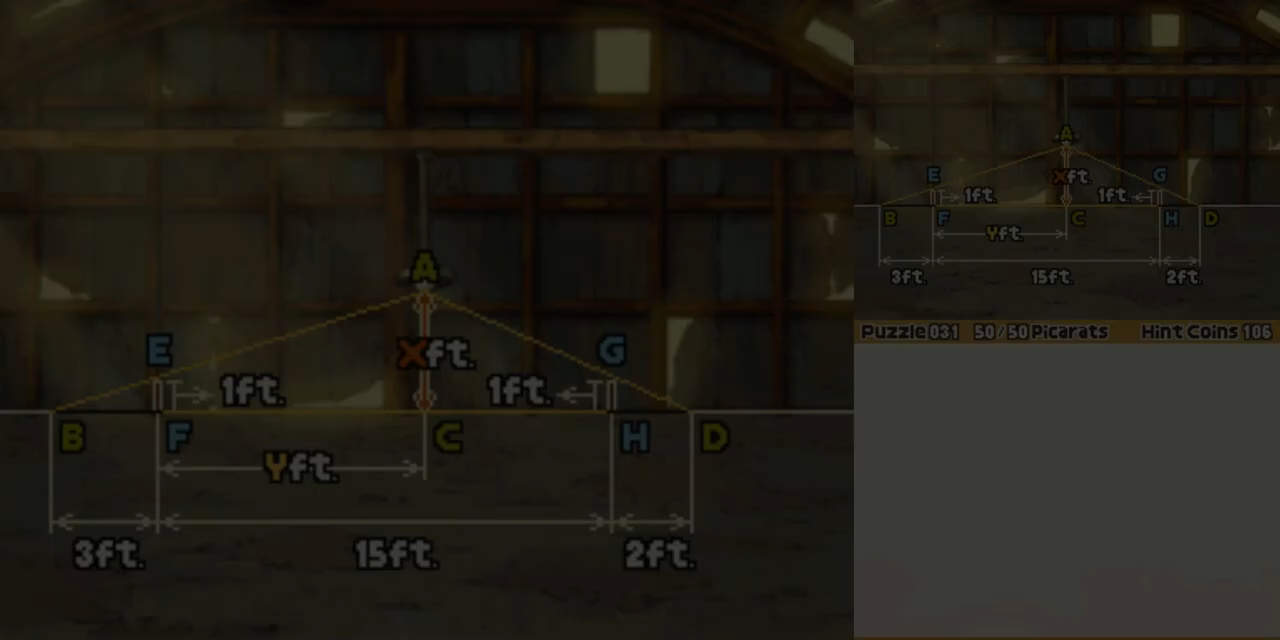 A
E
Xft.
G
1ft.
1ft.
B
F
C
H
D
Yft.
3ft.
15ft.
2ft.
A
E
Xft.
G
1ft.
1ft.
B
F
C
H
D
Yft.
3ft.
15ft.
2ft.
Puzzle 031 50/50 Picarats Hint Coins 106